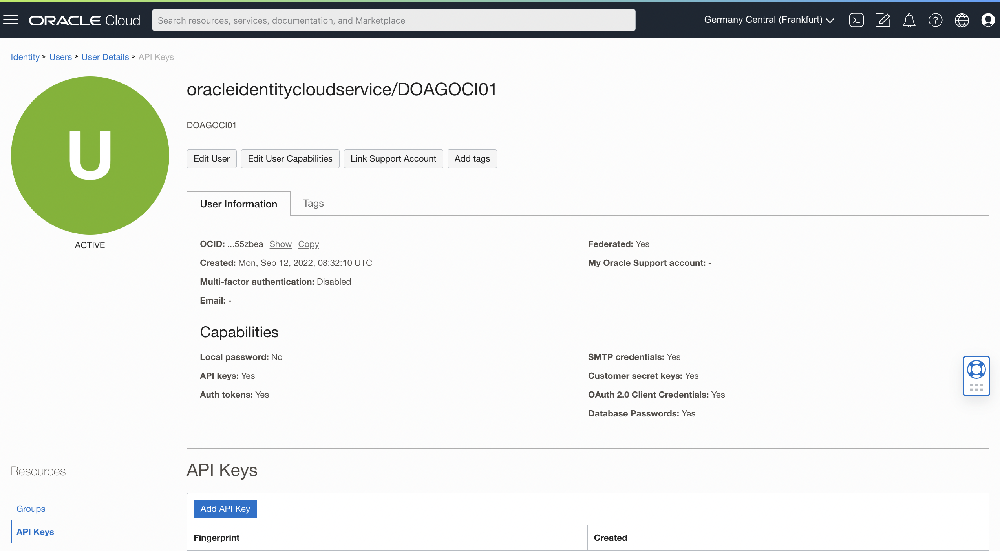 ORACLE Cloud
Search resources, services, documentation, and Marketplace
Germany Central (Frankfurt)
Identity » Users » User Details » API Keys
U
ACTIVE
oracleidentitycloudservice/DOAGOCI01
DOAGOCI01
Edit User
Edit User Capabilities
Link Support Account
Add tags
User Information
Tags
OCID: ...55zbea Show Copy
Created: Mon, Sep 12, 2022, 08:32:10 UTC
Multi-factor authentication: Disabled
Email: -
Federated: Yes
My Oracle Support account: -
Capabilities
Local password: No
API keys: Yes
Auth tokens: Yes
SMTP credentials: Yes
Customer secret keys: Yes
OAuth 2.0 Client Credentials: Yes
Database Passwords: Yes
Resources
Groups
API Keys
API Keys
Add API Key
Fingerprint
Created